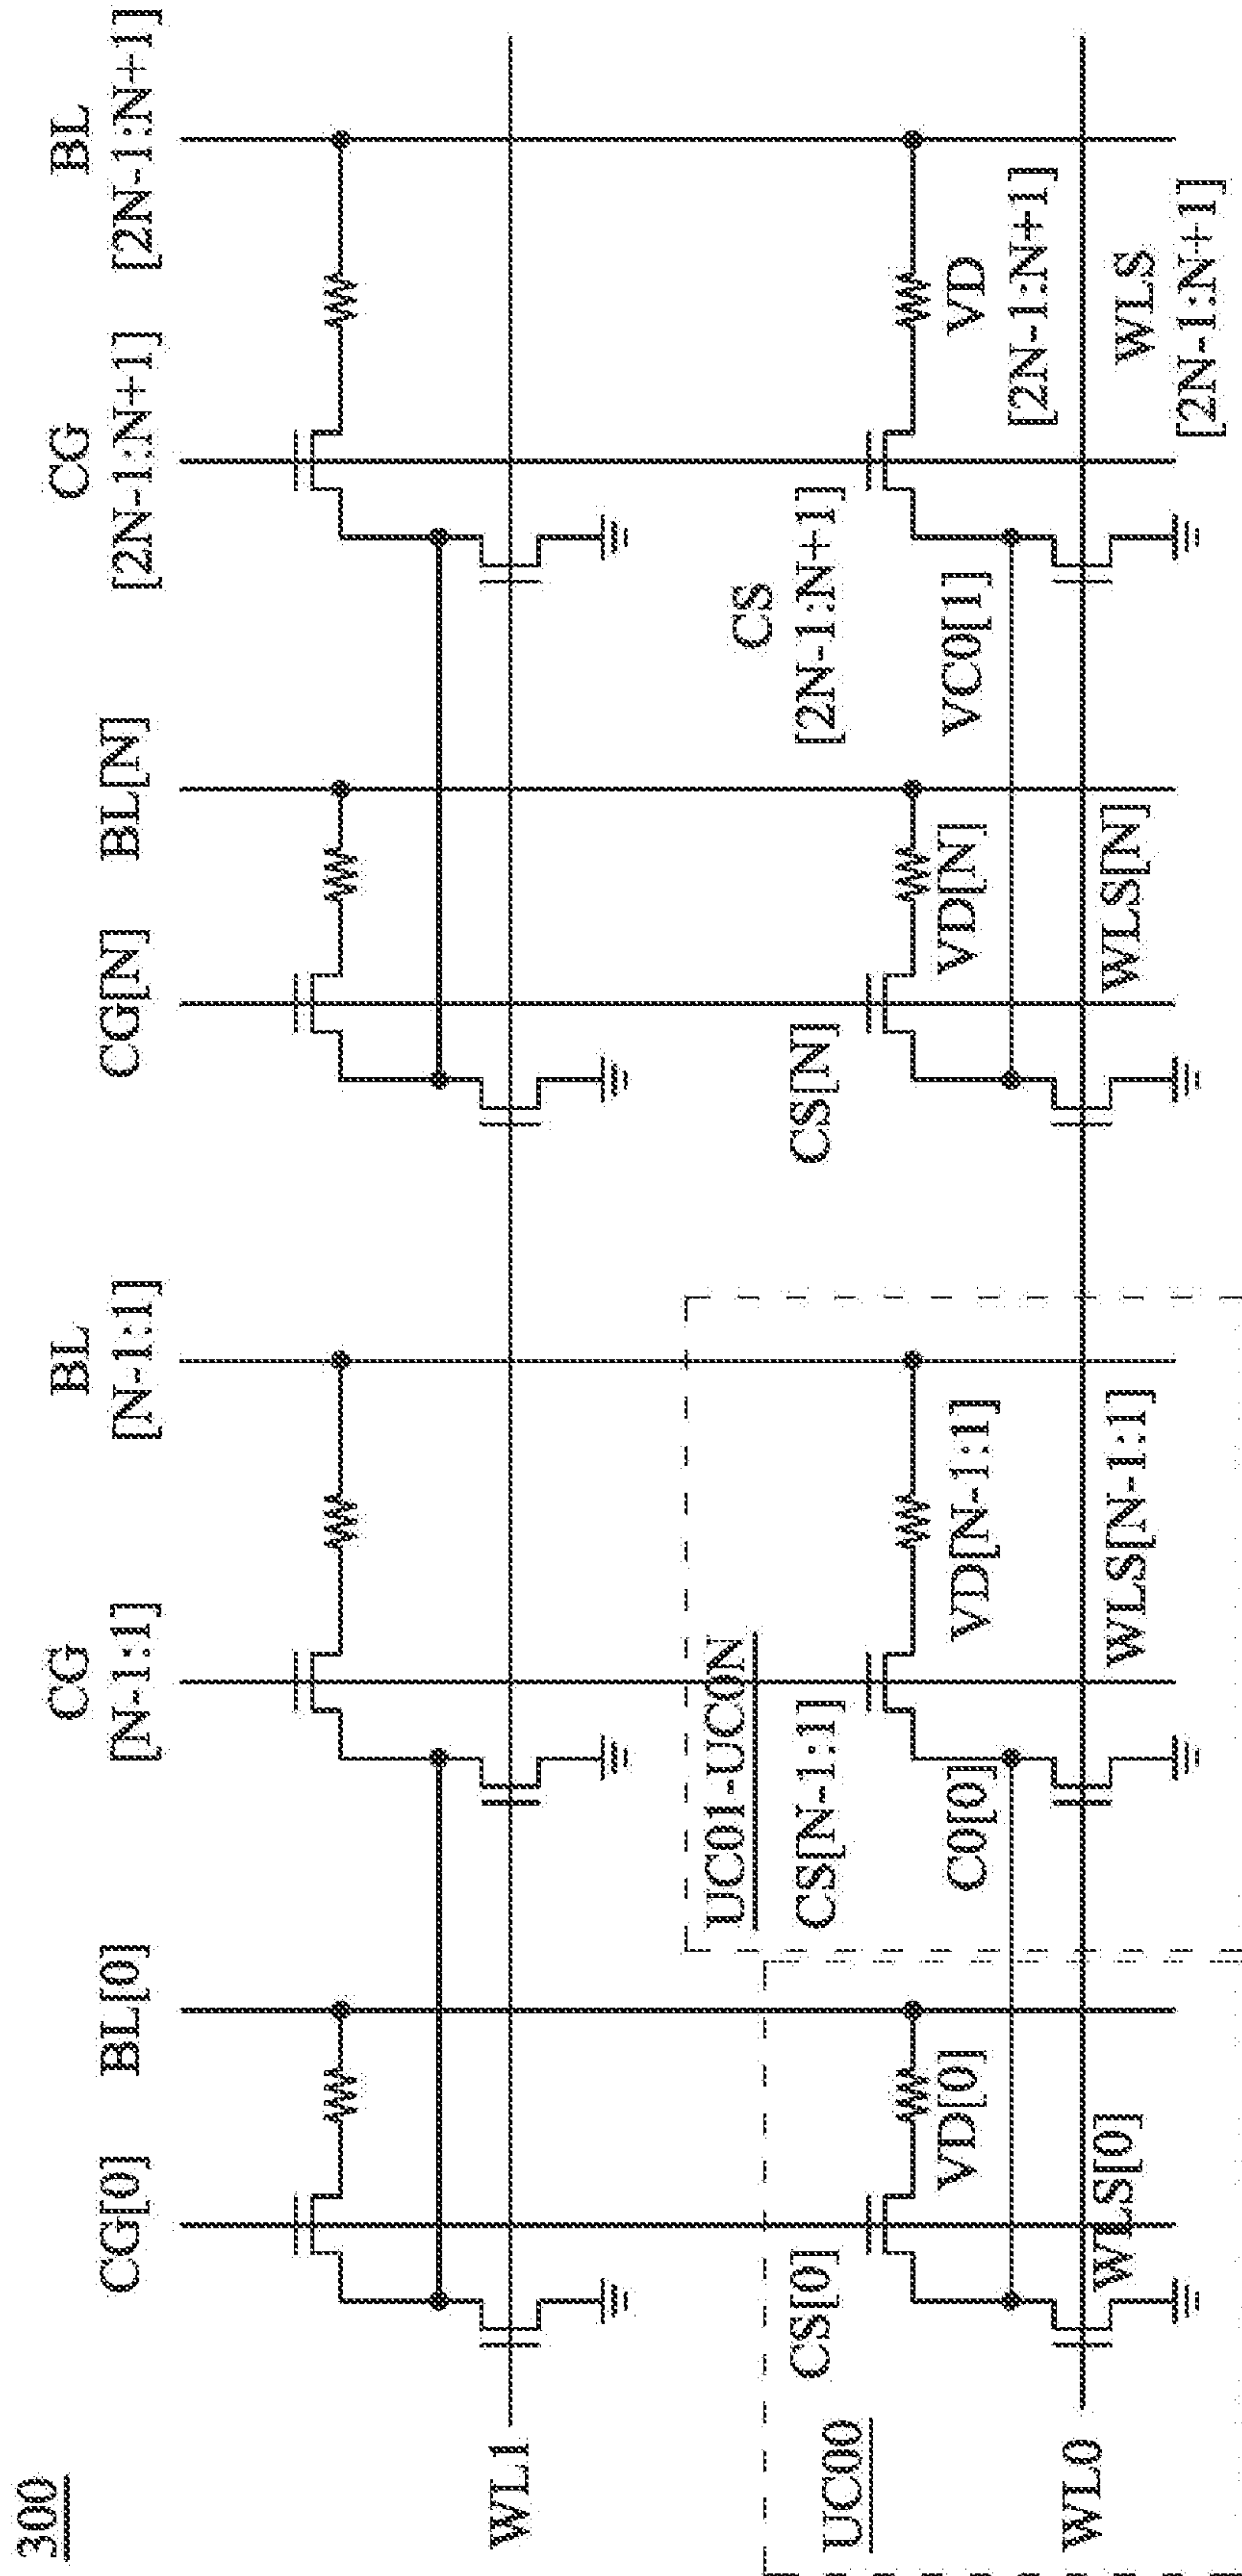 300
CG[0]
BL[0]
CG
[N-1:1]
BL
[N-1:1]
CG[N]
BL[N]
CG
[2N-1:N+1]
BL
[2N-1:N+1]
WL1
UC00
CS[0]
VD[0]
WLS[0]
UC01-UC0N
CS[N-1:1]
C0[0]
VD[N-1:1]
WLS[N-1:1]
CS[N]
VD[N]
WLS[N]
CS
[2N-1:N+1]
VC0[1]
VD
[2N-1:N+1]
WLS
[2N-1:N+1]
WL0